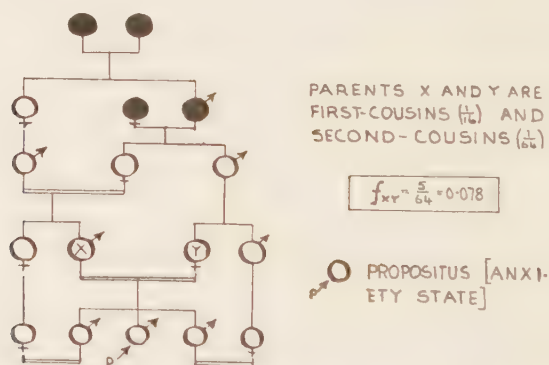 PARENTS X AND Y ARE
FIRST-COUSINS (1/16) AND
SECOND-COUSINS (1/64)
fXY = 5/64 = 0·078
X
Y
PROPOSITUS [ANXI-
ETY STATE]
P
P